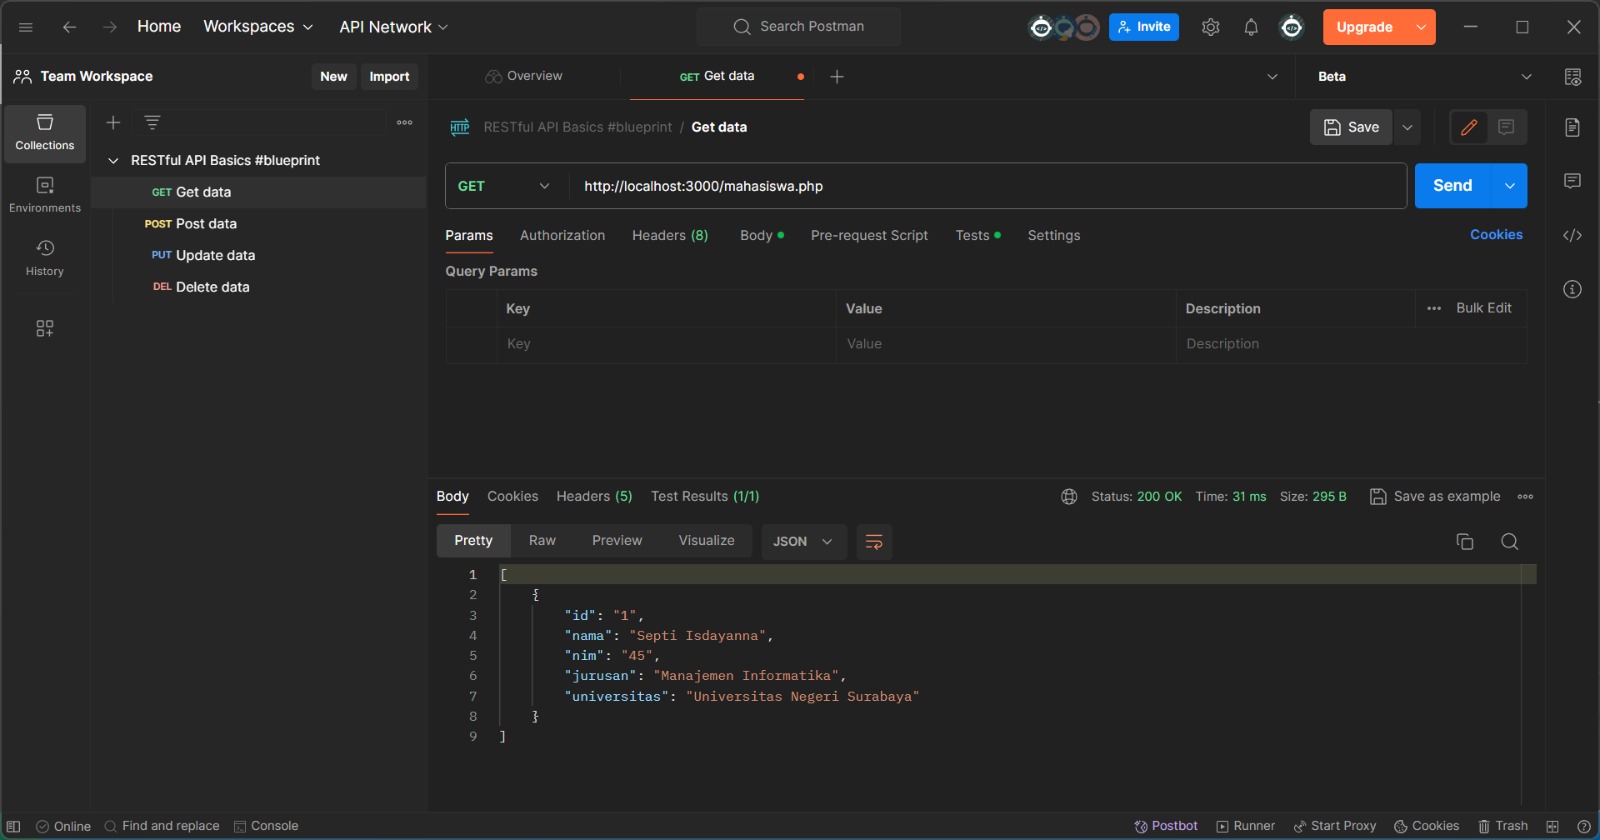 Home Workspaces API Network Search Postman Invite Upgrade
Team Workspace New Import Overview GET Get data Beta
Collections
Environments
History
RESTful API Basics #blueprint
GET Get data
POST Post data
PUT Update data
DEL Delete data
HTTP RESTful API Basics #blueprint / Get data Save
GET http://localhost:3000/mahasiswa.php Send
Params Authorization Headers (8) Body Pre-request Script Tests Settings Cookies
Query Params
Key Value Description Bulk Edit
Key Value Description
Body Cookies Headers (5) Test Results (1/1) Status: 200 OK Time: 31 ms Size: 295 B Save as example
Pretty Raw Preview Visualize JSON
1 [
2 {
3 "id": "1",
4 "nama": "Septi Isdayanna",
5 "nim": "45",
6 "jurusan": "Manajemen Informatika",
7 "universitas": "Universitas Negeri Surabaya"
8 }
9 ]
Online Find and replace Console Postbot Runner Start Proxy Cookies Trash